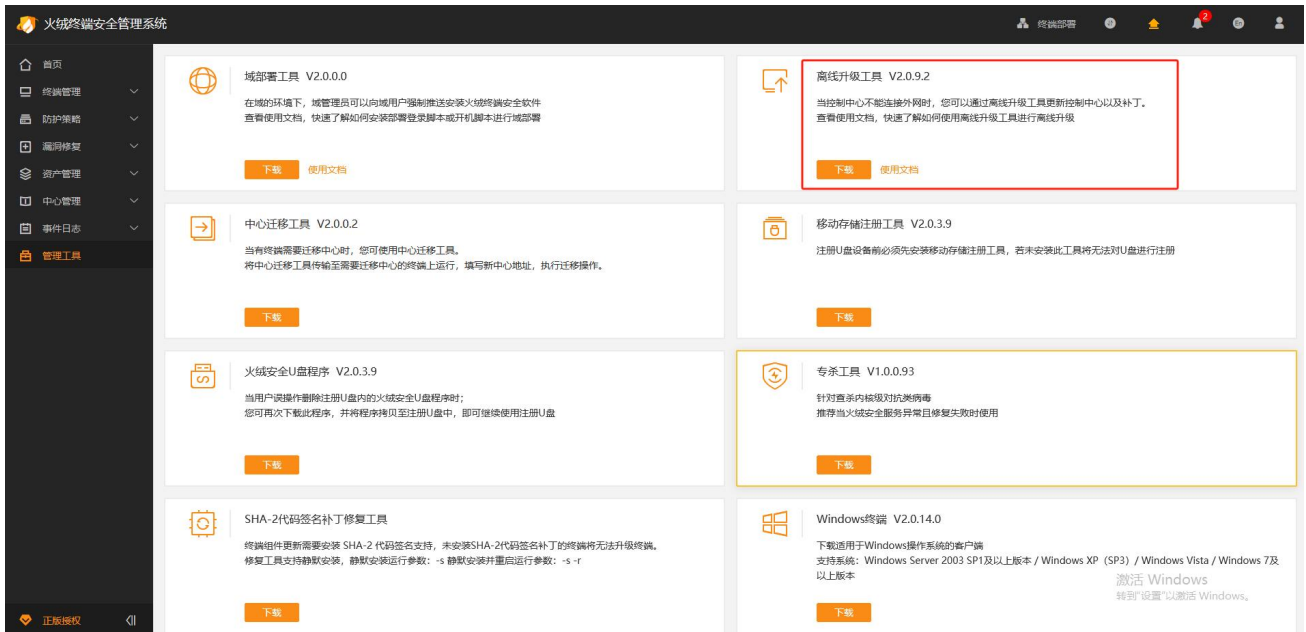 火绒终端安全管理系统
终端部署
2
En
首页
终端管理
防护策略
漏洞修复
资产管理
中心管理
事件日志
管理工具
正版授权
域部署工具 V2.0.0.0
在域的环境下，域管理员可以向域用户强制推送安装火绒终端安全软件
查看使用文档，快速了解如何安装部署登录脚本或开机脚本进行域部署
下载 使用文档
离线升级工具 V2.0.9.2
当控制中心不能连接外网时，您可以通过离线升级工具更新控制中心以及补丁。
查看使用文档，快速了解如何使用离线升级工具进行离线升级
下载 使用文档
中心迁移工具 V2.0.0.2
当有终端需要迁移中心时，您可使用中心迁移工具。
将中心迁移工具传输至需要迁移中心的终端上运行，填写新中心地址，执行迁移操作。
下载
移动存储注册工具 V2.0.3.9
注册U盘设备前必须先安装移动存储注册工具，若未安装此工具将无法对U盘进行注册
下载
火绒安全U盘程序 V2.0.3.9
当用户误操作删除注册U盘内的火绒安全U盘程序时；
您可再次下载此程序，并将程序拷贝至注册U盘中，即可继续使用注册U盘
下载
专杀工具 V1.0.0.93
针对查杀内核级对抗类病毒
推荐当火绒安全服务异常且修复失败时使用
下载
SHA-2代码签名补丁修复工具
终端组件更新需要安装 SHA-2 代码签名支持，未安装SHA-2代码签名补丁的终端将无法升级终端。
修复工具支持静默安装，静默安装运行参数：-s 静默安装并重启运行参数：-s -r
下载
Windows终端 V2.0.14.0
下载适用于Windows操作系统的客户端
支持系统：Windows Server 2003 SP1及以上版本 / Windows XP（SP3）/ Windows Vista / Windows 7及
以上版本
下载
激活 Windows
转到"设置"以激活 Windows。